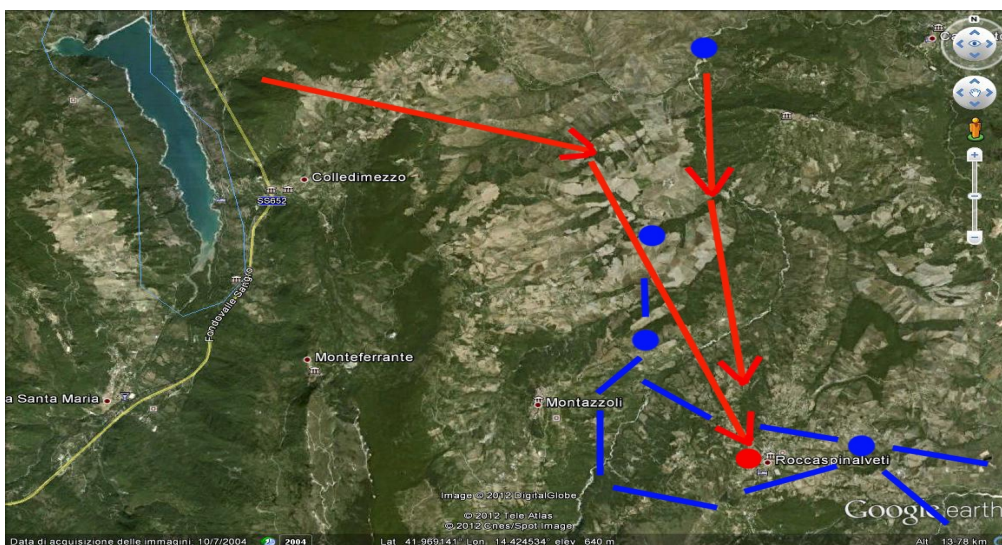 N
Colledimezzo
SS652
Fondovalle Sangro
Monteferrante
a Santa Maria
Montazzoli
Roccaspinalveti
Image © 2012 DigitalGlobe
© 2012 Tele Atlas
© 2012 Cnes/Spot Image
Google earth
Data di acquisizione delle immagini: 10/7/2004
2004
Lat 41.969141° Lon 14.424534° elev 640 m
Alt 13.78 km